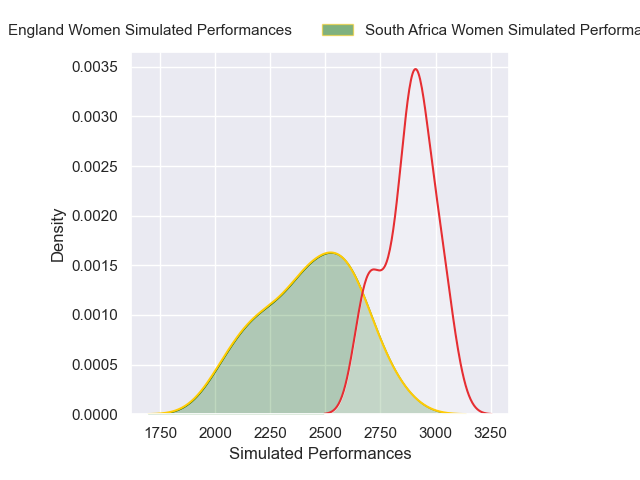 England Women Simulated Performances South Africa Women Simulated Performa
0.0035
0.0030
0.0025
0.0020
0.0015
0.0010
0.0005
0.0000
Density
1750 2000 2250 2500 2750 3000 3250
Simulated Performances